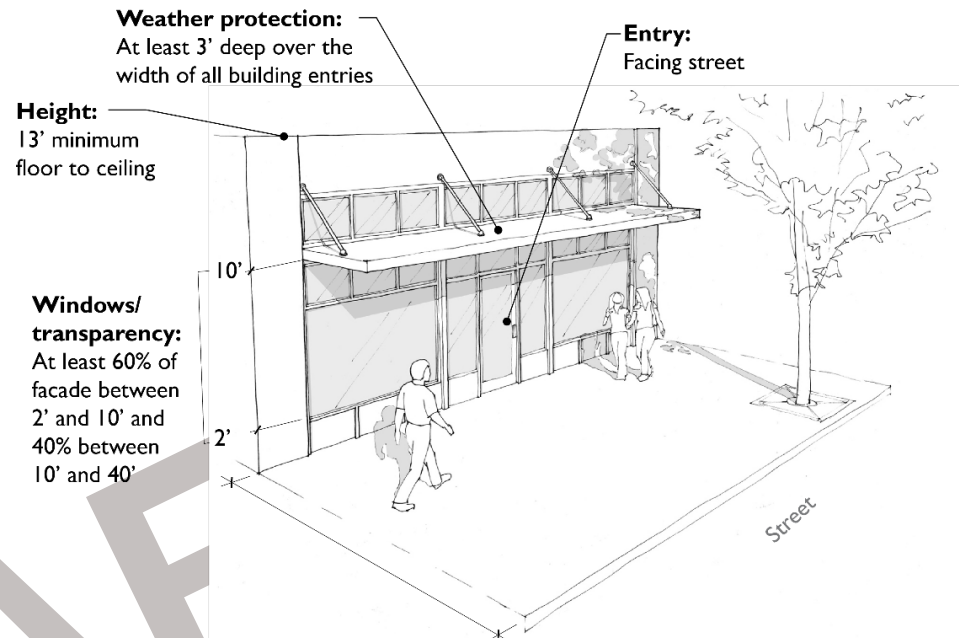 Weather protection:
At least 3’ deep over the
width of all building entries
Entry:
Facing street
Height:
13’ minimum
floor to ceiling
10’
Windows/
transparency:
At least 60% of
facade between
2’ and 10’ and
40% between
10’ and 40’
2’
Street